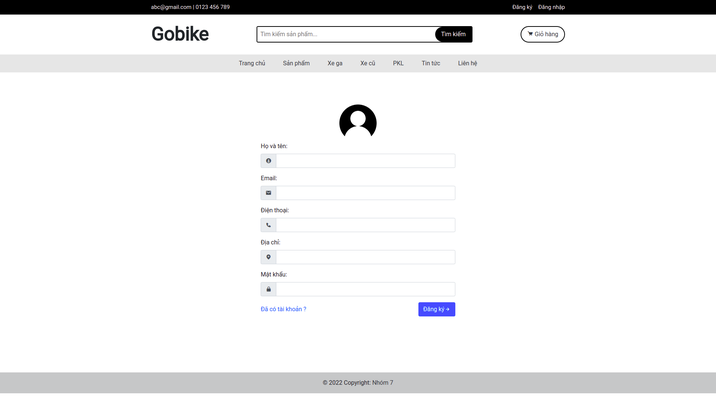 abc@gmail.com | 0123 456 789
Đăng ký Đăng nhập
Gobike
Tìm kiếm sản phẩm...
Tìm kiếm
Giỏ hàng
Trang chủ Sản phẩm Xe ga Xe cũ PKL Tin tức Liên hệ
Họ và tên:
Email:
Điện thoại:
Địa chỉ:
Mật khẩu:
Đã có tài khoản ?
Đăng ký
© 2022 Copyright: Nhóm 7